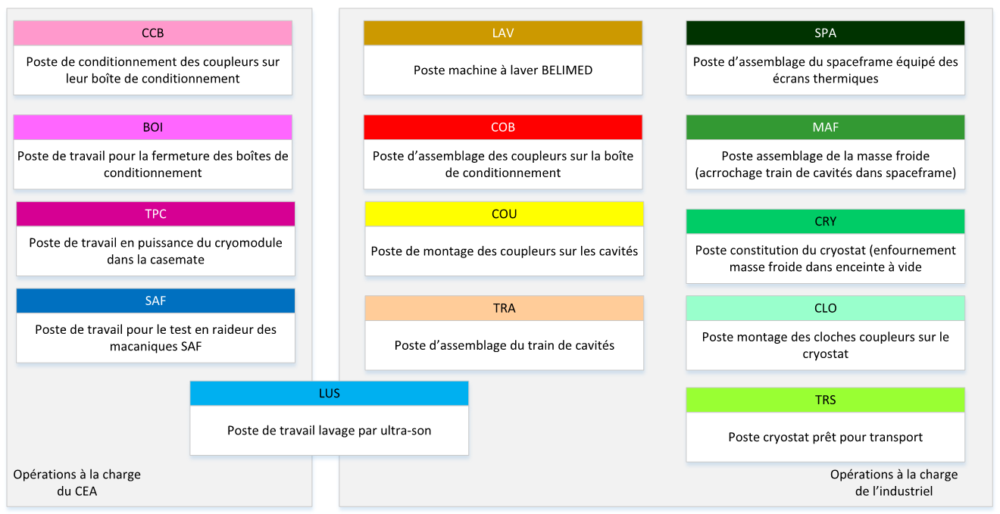 CCB
Poste de conditionnement des coupleurs sur
leur boîte de conditionnement
BOI
Poste de travail pour la fermeture des boîtes de
conditionnement
TPC
Poste de travail en puissance du cryomodule
dans la casemate
SAF
Poste de travail pour le test en raideur des
macaniques SAF
LUS
Poste de travail lavage par ultra-son
Opérations à la charge
du CEA
LAV
Poste machine à laver BELIMED
COB
Poste d’assemblage des coupleurs sur la boîte
de conditionnement
COU
Poste de montage des coupleurs sur les cavités
TRA
Poste d’assemblage du train de cavités
SPA
Poste d’assemblage du spaceframe équipé des
écrans thermiques
MAF
Poste assemblage de la masse froide
(acrrochage train de cavités dans spaceframe)
CRY
Poste constitution du cryostat (enfournement
masse froide dans enceinte à vide
CLO
Poste montage des cloches coupleurs sur le
cryostat
TRS
Poste cryostat prêt pour transport
Opérations à la charge
de l’industriel